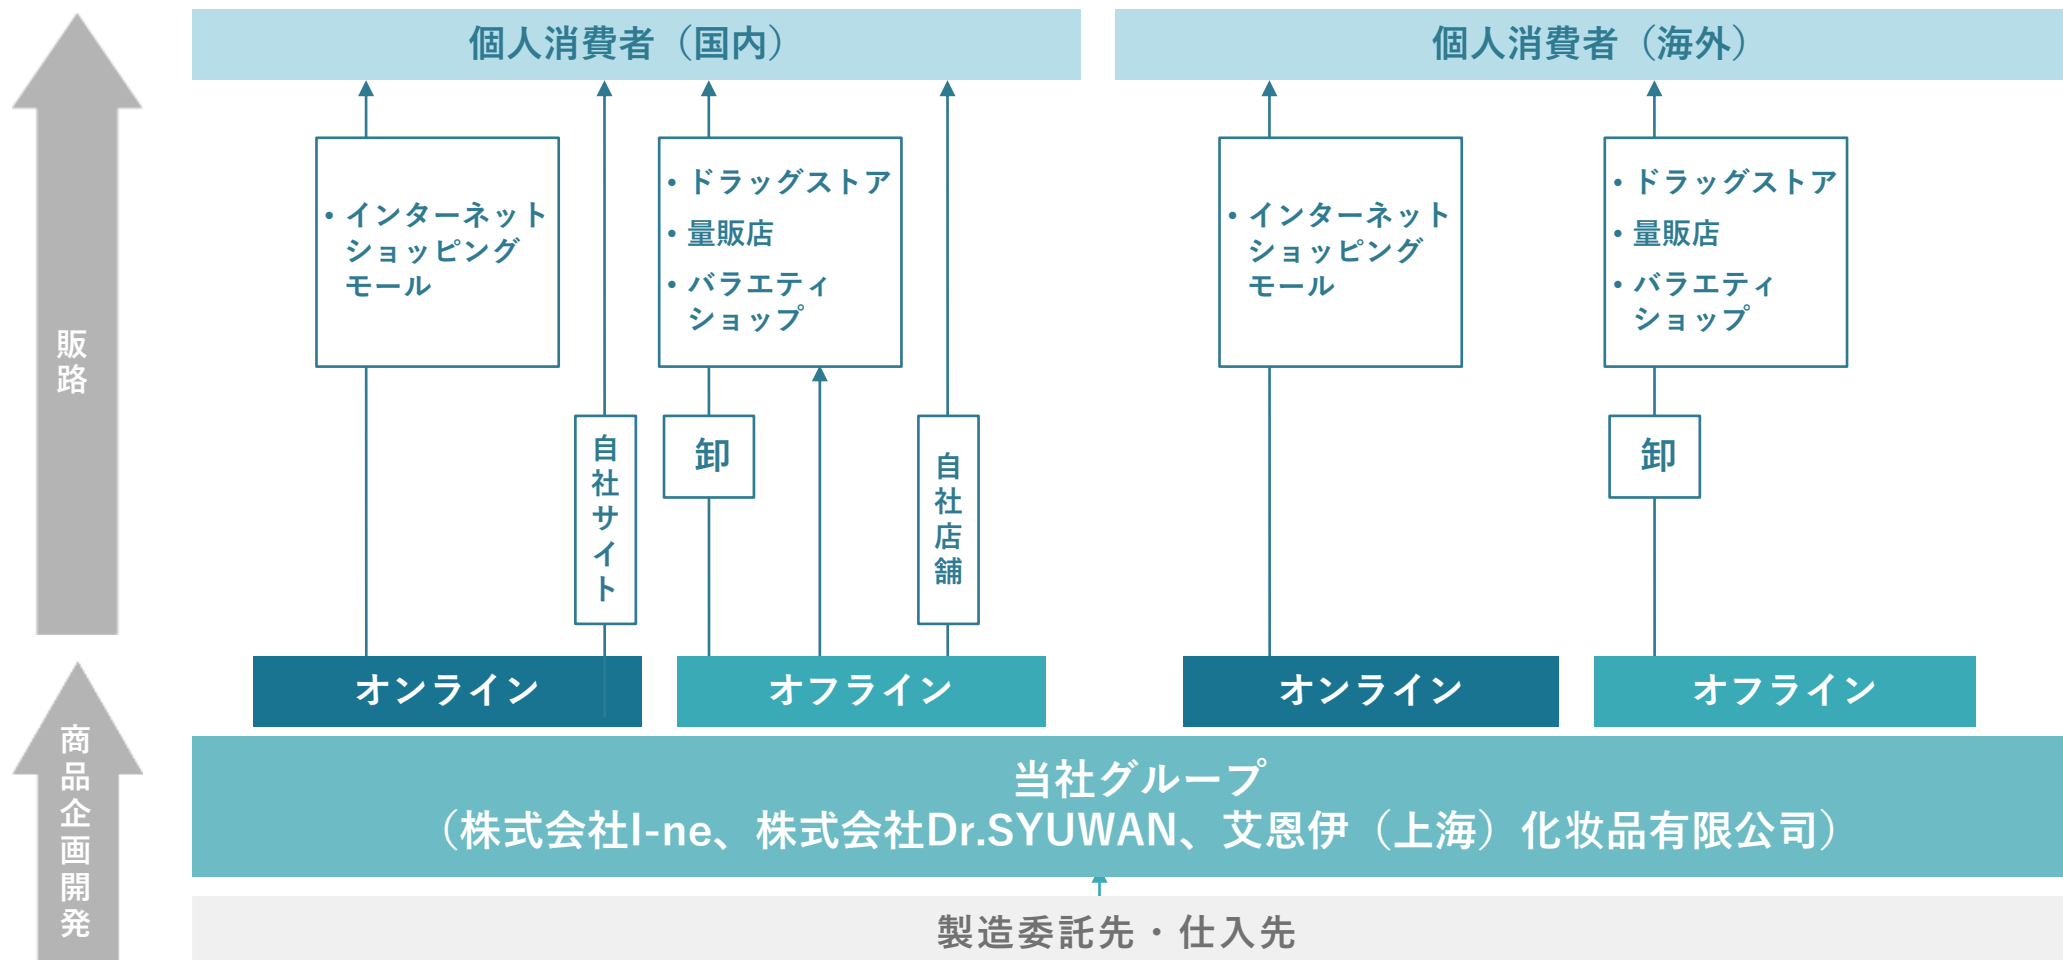 個人消費者（国内）
個人消費者（海外）
・インターネット
ショッピング
モール
・ドラッグストア
・量販店
・バラエティ
ショップ
・インターネット
ショッピング
モール
・ドラッグストア
・量販店
・バラエティ
ショップ
販路
自社サイト
卸
自社店舗
卸
オンライン
オフライン
オンライン
オフライン
商品企画開発
当社グループ
（株式会社I-ne、株式会社Dr.SYUWAN、艾恩伊（上海）化妆品有限公司）
製造委託先・仕入先